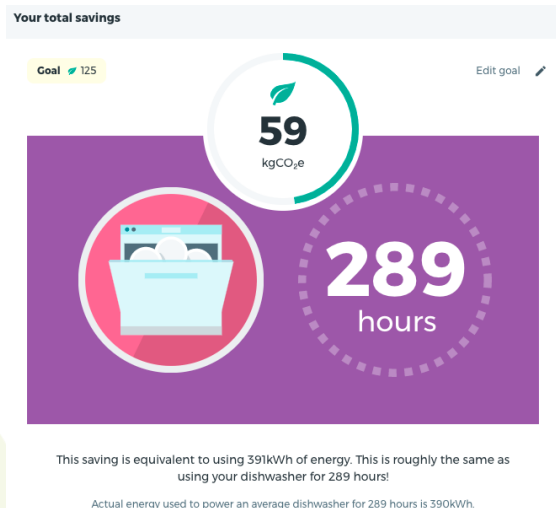 Your total savings
Goal 125
Edit goal
59
kgCO₂e
289
hours
This saving is equivalent to using 391kWh of energy. This is roughly the same as
using your dishwasher for 289 hours!
Actual energy used to power an average dishwasher for 289 hours is 390kWh.